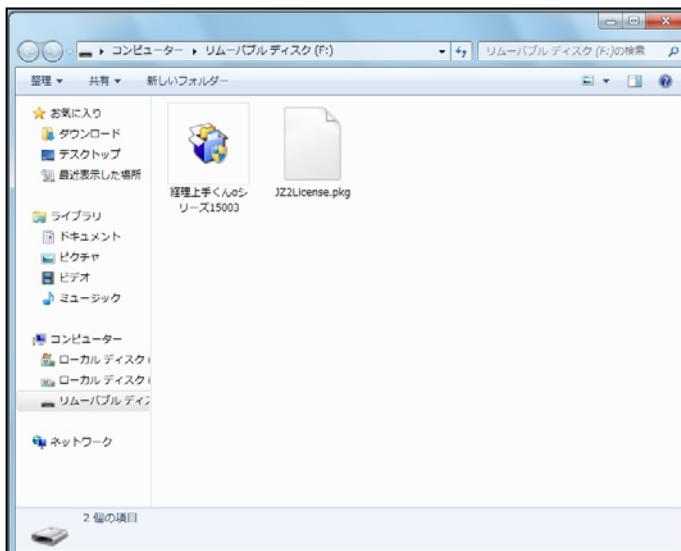 コンピューター ▸ リムーバブル ディスク (F:)
リムーバブル ディスク (F:)の検索
整理 ▼ 共有 ▼ 新しいフォルダー
お気に入り
ダウンロード
デスクトップ
最近表示した場所
ライブラリ
ドキュメント
ピクチャ
ビデオ
ミュージック
コンピューター
ローカル ディスク (
ローカル ディスク (
リムーバブル ディス
ネットワーク
経理上手くんαシ
リーズ15003
JZ2License.pkg
2 個の項目